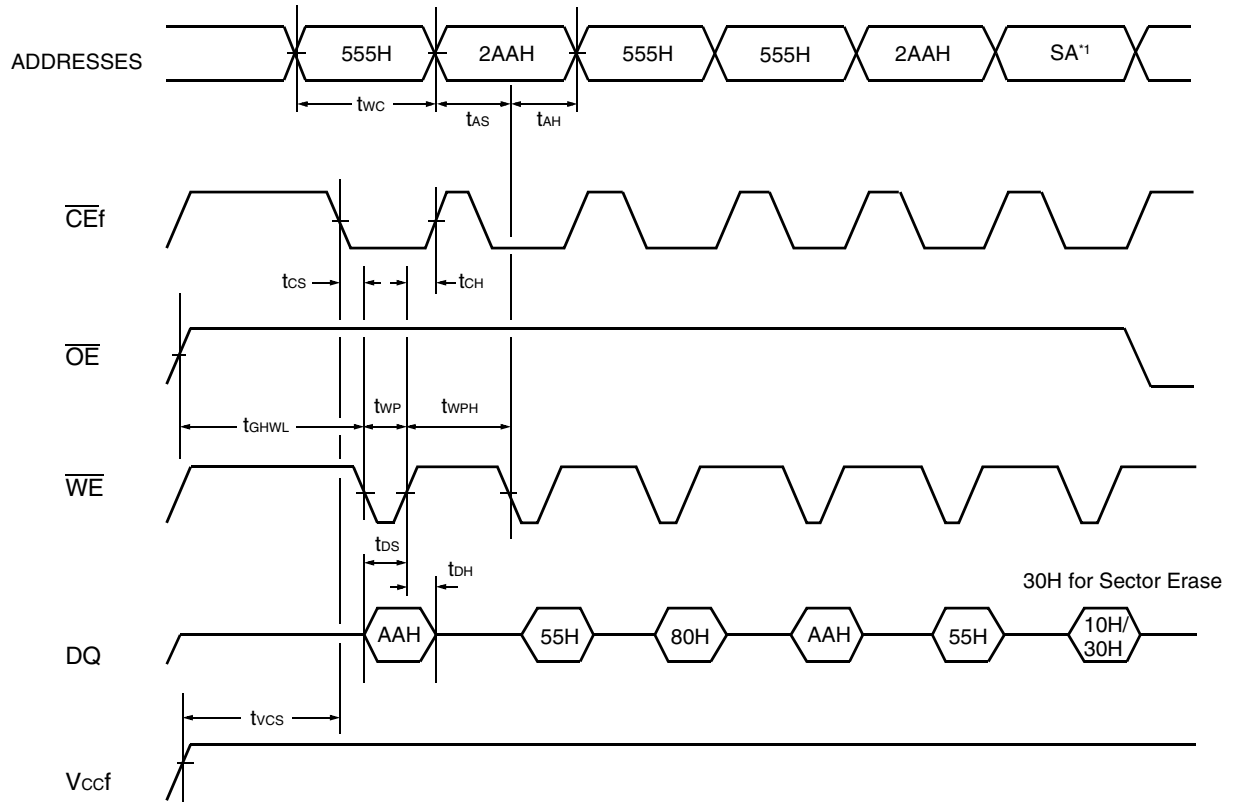 ADDRESSES 555H 2AAH 555H 555H 2AAH SA*1
tWC tAS tAH
CEf
tCS tCH
OE
tGHWL tWP tWPH
WE
tDS
tDH
30H for Sector Erase
DQ AAH 55H 80H AAH 55H 10H/
30H
tVCS
VCCf